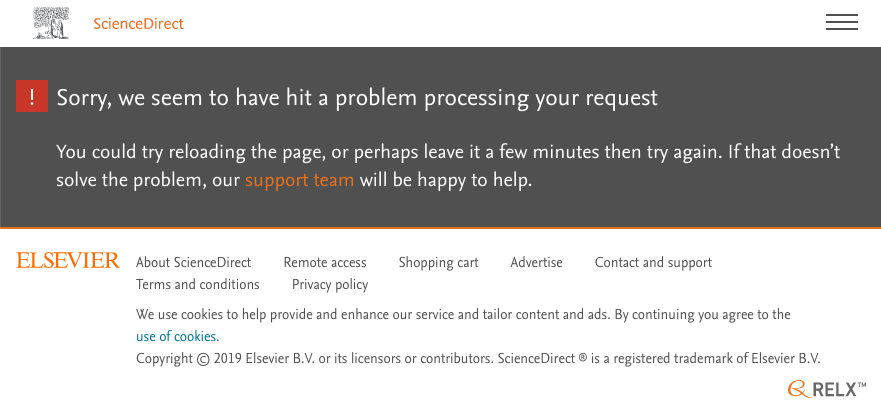 ScienceDirect
! Sorry, we seem to have hit a problem processing your request
You could try reloading the page, or perhaps leave it a few minutes then try again. If that doesn’t
solve the problem, our support team will be happy to help.
ELSEVIER About ScienceDirect Remote access Shopping cart Advertise Contact and support
Terms and conditions Privacy policy
We use cookies to help provide and enhance our service and tailor content and ads. By continuing you agree to the
use of cookies.
Copyright © 2019 Elsevier B.V. or its licensors or contributors. ScienceDirect ® is a registered trademark of Elsevier B.V.
RELX™